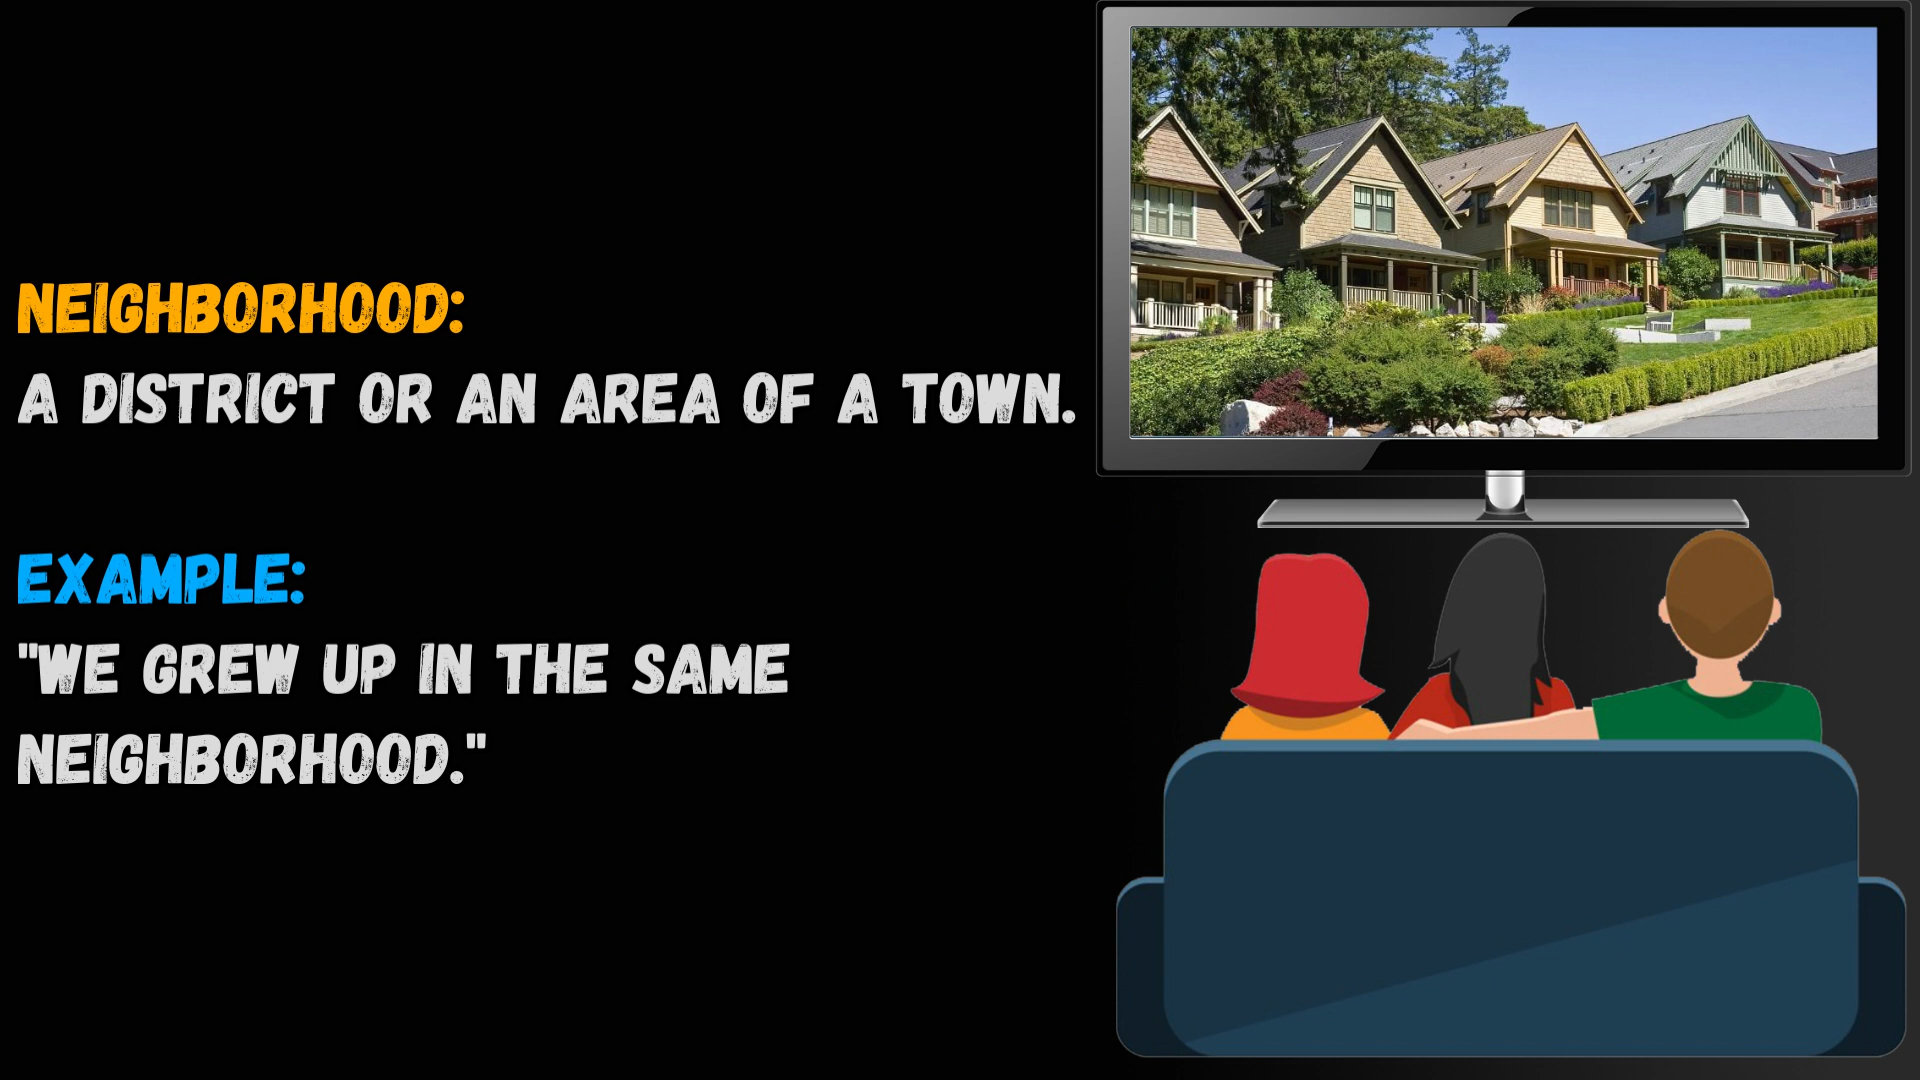 NEIGHBORHOOD:
A DISTRICT OR AN AREA OF A TOWN.
EXAMPLE:
"WE GREW UP IN THE SAME
NEIGHBORHOOD."